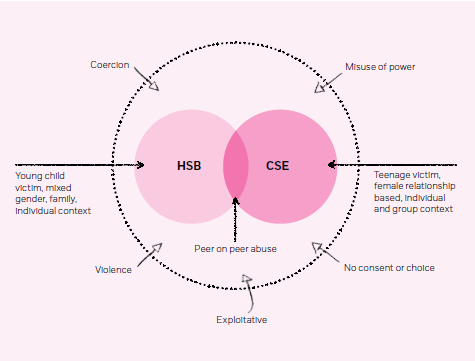 Coercion
Misuse of power
HSB
CSE
Young child
victim, mixed
gender, family,
individual context
Teenage victim,
female relationship
based, individual
and group context
Peer on peer abuse
Violence
No consent or choice
Exploitative